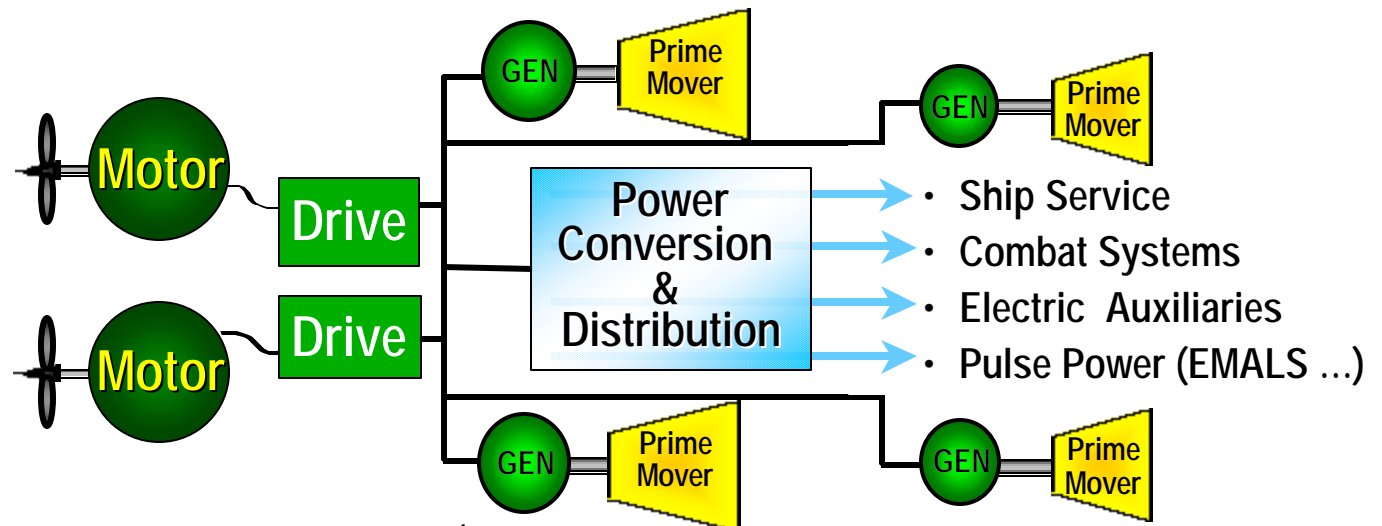 GEN
Prime
Mover
GEN
Prime
Mover
Motor
Drive
Power
Conversion
&
Distribution
• Ship Service
• Combat Systems
• Electric Auxiliaries
• Pulse Power (EMALS ...)
Motor
Drive
GEN
Prime
Mover
GEN
Prime
Mover